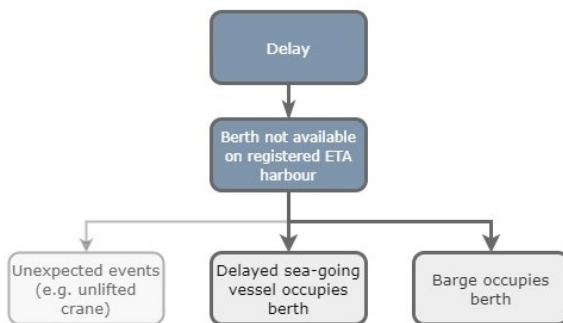 Delay
Berth not available
on registered ETA
harbour
Unexpected events
(e.g. unlifted
crane)
Delayed sea-going
vessel occupies
berth
Barge occupies
berth